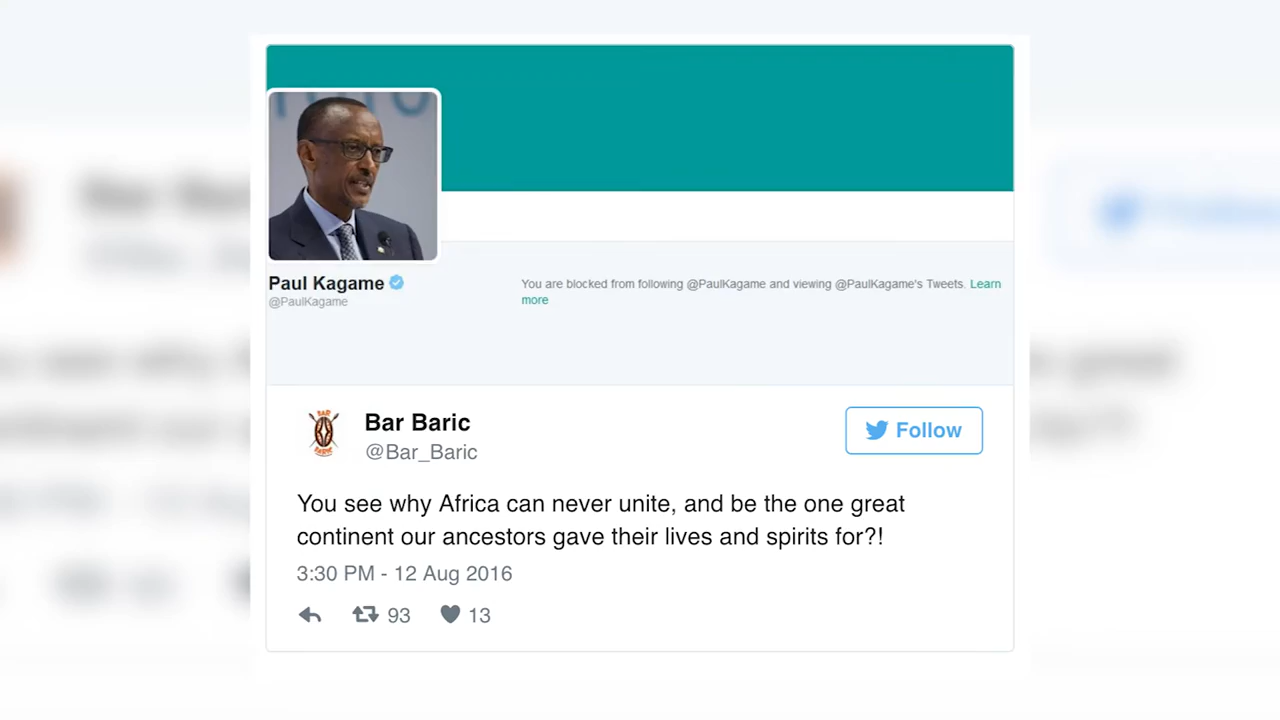 Paul Kagame
@PaulKagame
You are blocked from following @PaulKagame and viewing @PaulKagame's Tweets. Learn
more
BAR
BARIC
Bar Baric
@Bar_Baric
Follow
You see why Africa can never unite, and be the one great
continent our ancestors gave their lives and spirits for?!
3:30 PM - 12 Aug 2016
93 13